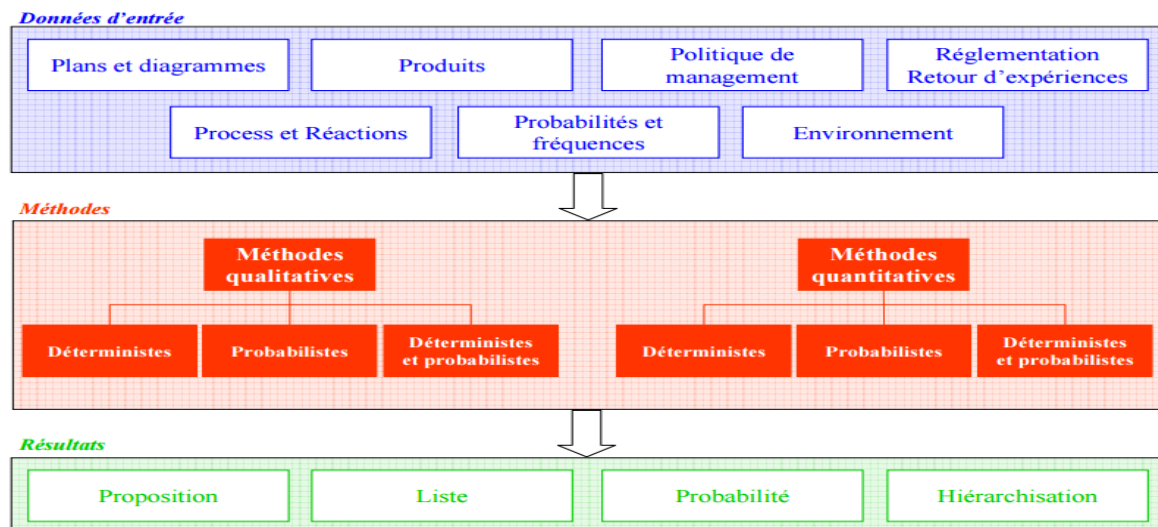 Données d'entrée
Plans et diagrammes
Produits
Politique de
management
Réglementation
Retour d'expériences
Process et Réactions
Probabilités et
fréquences
Environnement
Méthodes
Méthodes
qualitatives
Méthodes
quantitatives
Déterministes
Probabilistes
Déterministes
et probabilistes
Déterministes
Probabilistes
Déterministes
et probabilistes
Résultats
Proposition
Liste
Probabilité
Hiérarchisation